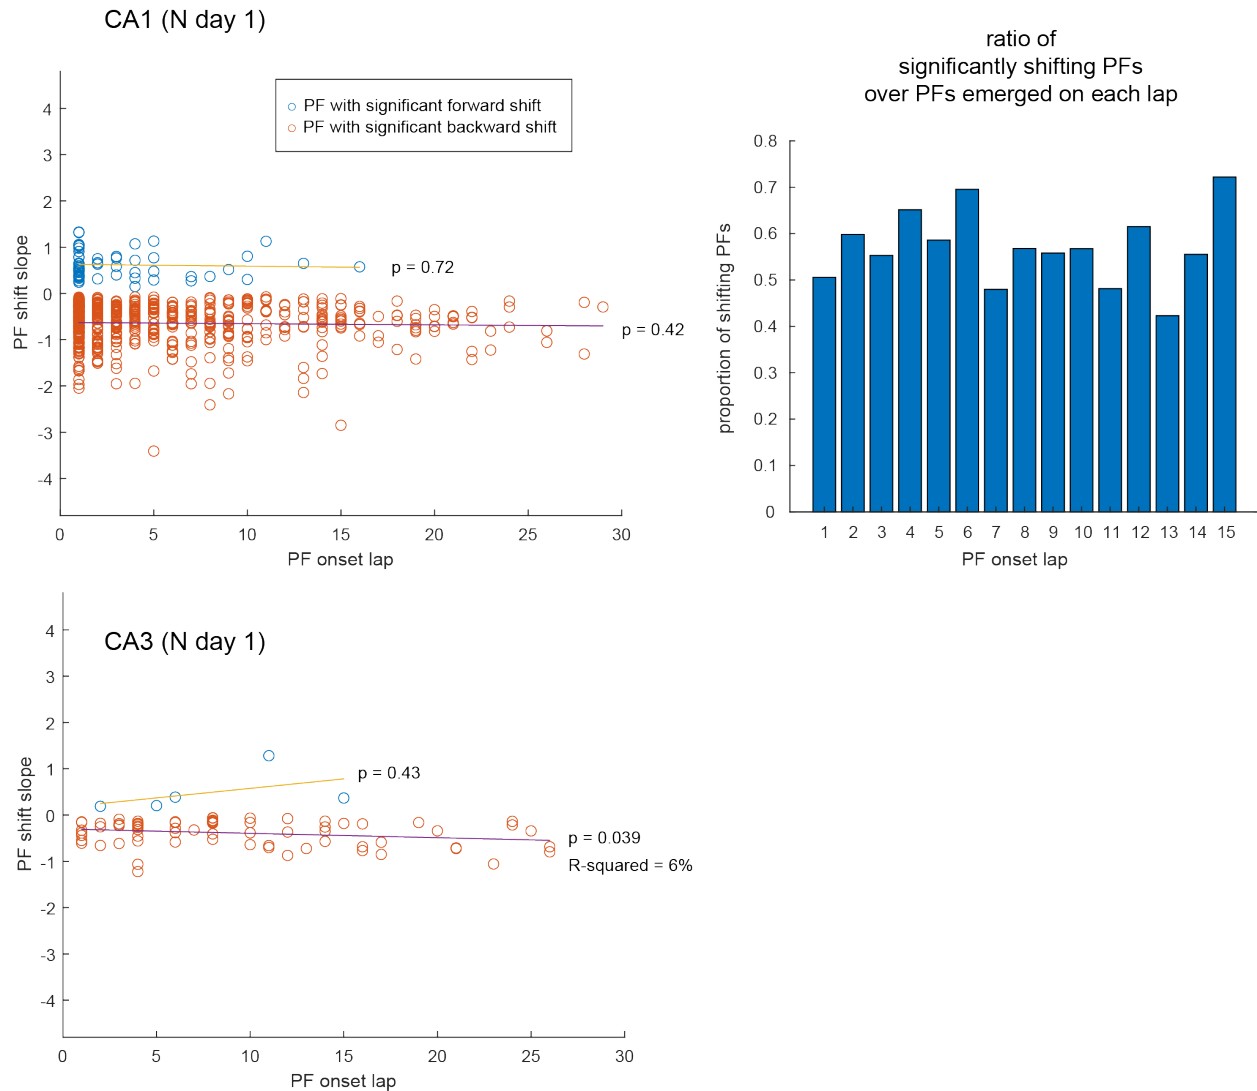 CA1 (N day 1)
4
3
2
1
0
-1
-2
-3
-4
PF shift slope
PF with significant forward shift
PF with significant backward shift
p = 0.72
p = 0.42
0 5 10 15 20 25 30
PF onset lap
ratio of
significantly shifting PFs
over PFs emerged on each lap
0.8
0.7
0.6
0.5
0.4
0.3
0.2
0.1
0
proportion of shifting PFs
1 2 3 4 5 6 7 8 9 10 11 12 13 14 15
PF onset lap
CA3 (N day 1)
4
3
2
1
0
-1
-2
-3
-4
PF shift slope
p = 0.43
p = 0.039
R-squared = 6%
0 5 10 15 20 25 30
PF onset lap